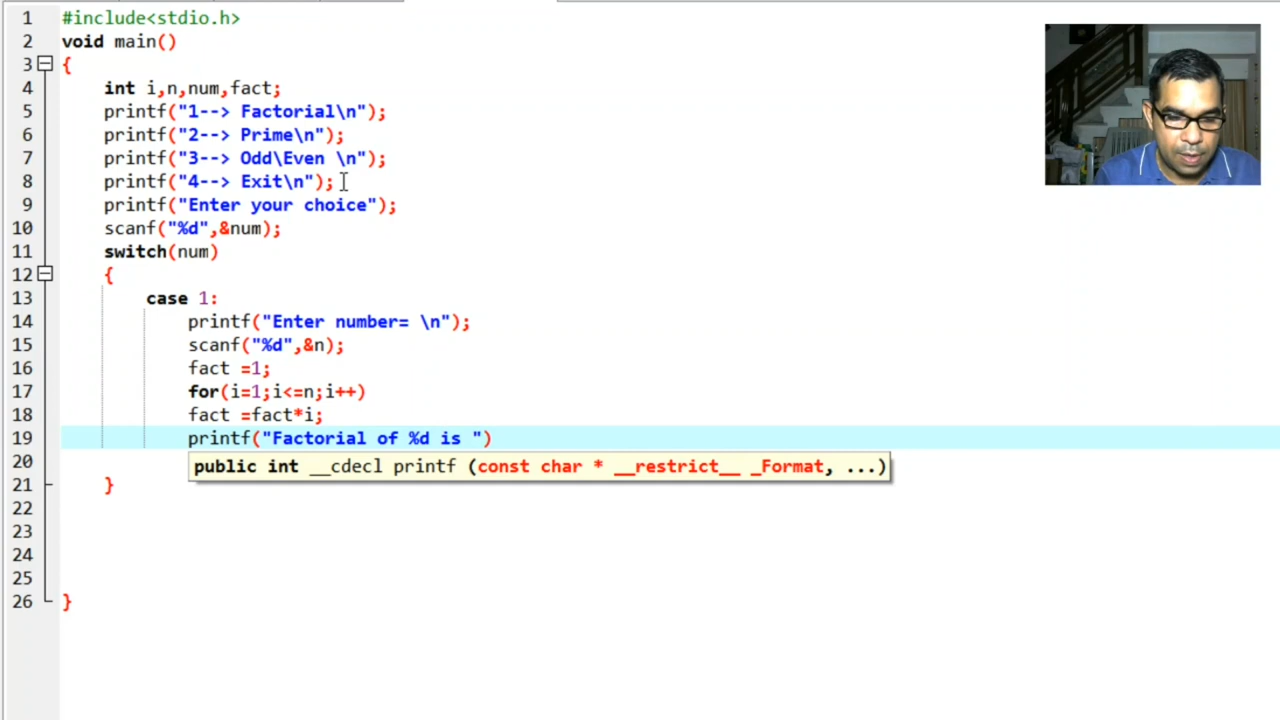 1 #include<stdio.h>
2 void main()
3 {
4 int i,n,num,fact;
5 printf("1--> Factorial\n");
6 printf("2--> Prime\n");
7 printf("3--> Odd\Even \n");
8 printf("4--> Exit\n");
9 printf("Enter your choice");
10 scanf("%d",&num);
11 switch(num)
12 {
13 case 1:
14 printf("Enter number= \n");
15 scanf("%d",&n);
16 fact =1;
17 for(i=1;i<=n;i++)
18 fact =fact*i;
19 printf("Factorial of %d is ")
20 public int __cdecl printf (const char * __restrict__ _Format, ...)
21 }
22
23
24
25
26 }